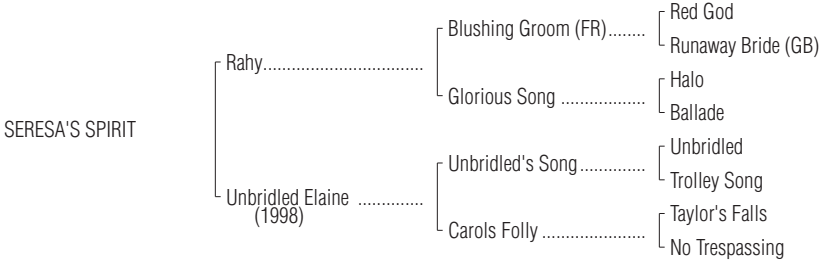 Red God
Blushing Groom (FR)........
Runaway Bride (GB)
Rahy..................................
Halo
Glorious Song ..................
Ballade
SERESA'S SPIRIT
Unbridled
Unbridled's Song..............
Trolley Song
Unbridled Elaine ..............
(1998)
Taylor's Falls
Carols Folly ......................
No Trespassing